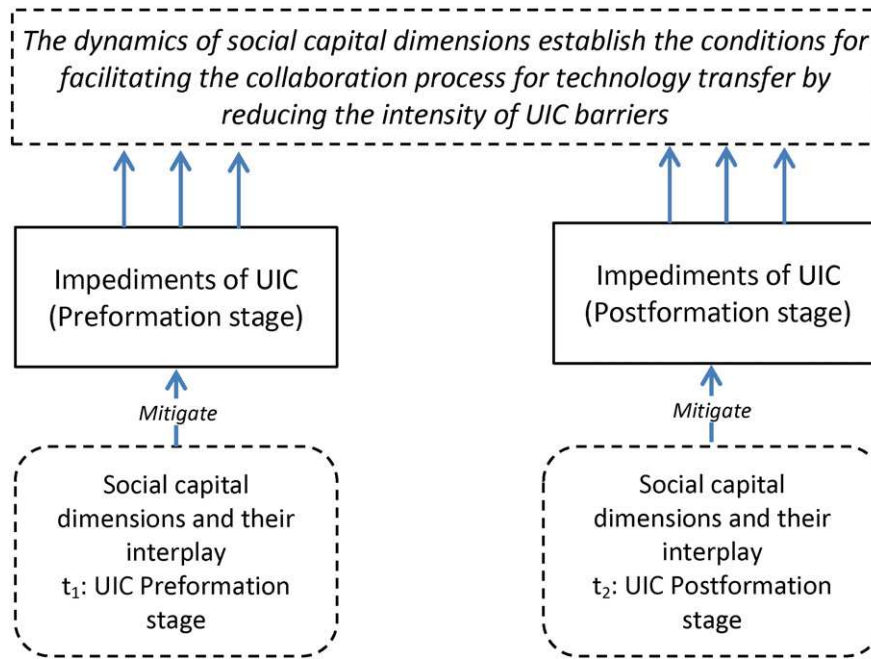 The dynamics of social capital dimensions establish the conditions for
facilitating the collaboration process for technology transfer by
reducing the intensity of UIC barriers
Impediments of UIC
(Preformation stage)
Impediments of UIC
(Postformation stage)
Mitigate
Mitigate
Social capital
dimensions and their
interplay
t₁: UIC Preformation
stage
Social capital
dimensions and their
interplay
t₂: UIC Postformation
stage